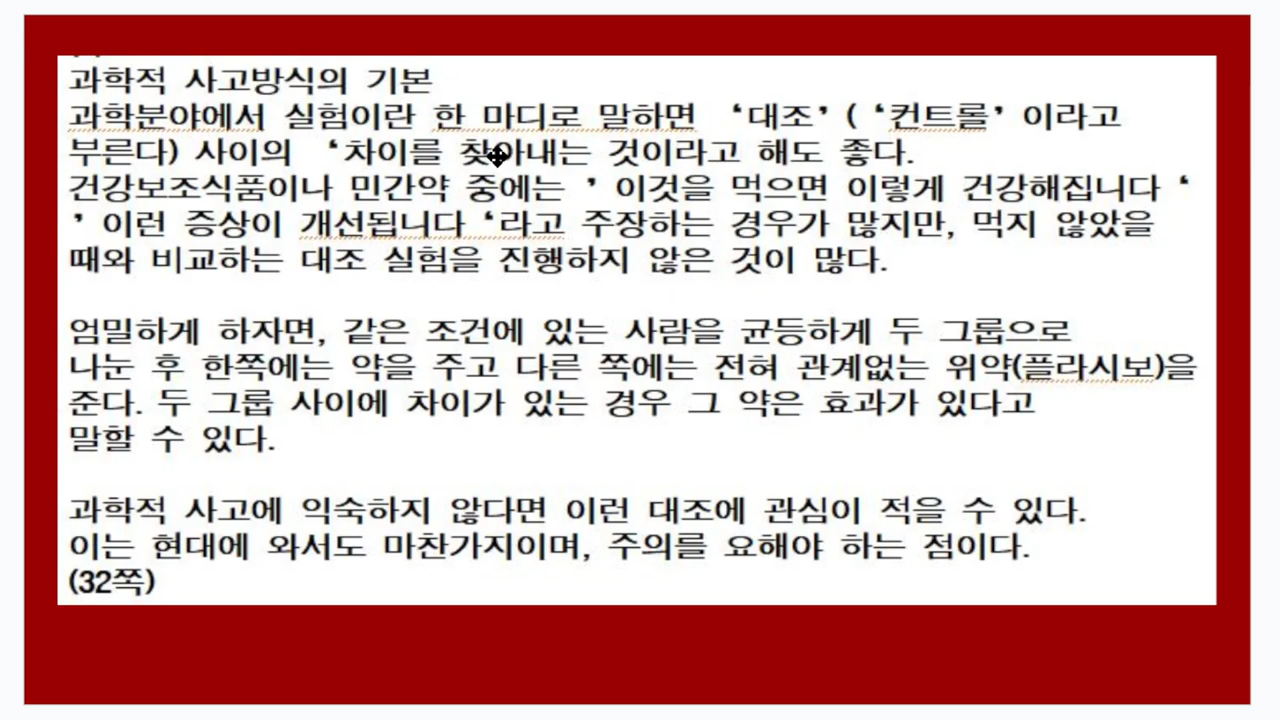 과학적 사고방식의 기본
과학분야에서 실험이란 한 마디로 말하면 ‘대조’ ( ‘컨트롤’ 이라고
부른다) 사이의 ‘차이를 찾아내는 것이라고 해도 좋다.
건강보조식품이나 민간약 중에는 ’ 이것을 먹으면 이렇게 건강해집니다 ‘
’ 이런 증상이 개선됩니다 ‘라고 주장하는 경우가 많지만, 먹지 않았을
때와 비교하는 대조 실험을 진행하지 않은 것이 많다.
엄밀하게 하자면, 같은 조건에 있는 사람을 균등하게 두 그룹으로
나눈 후 한쪽에는 약을 주고 다른 쪽에는 전혀 관계없는 위약(플라시보)을
준다. 두 그룹 사이에 차이가 있는 경우 그 약은 효과가 있다고
말할 수 있다.
과학적 사고에 익숙하지 않다면 이런 대조에 관심이 적을 수 있다.
이는 현대에 와서도 마찬가지이며, 주의를 요해야 하는 점이다.
(32쪽)